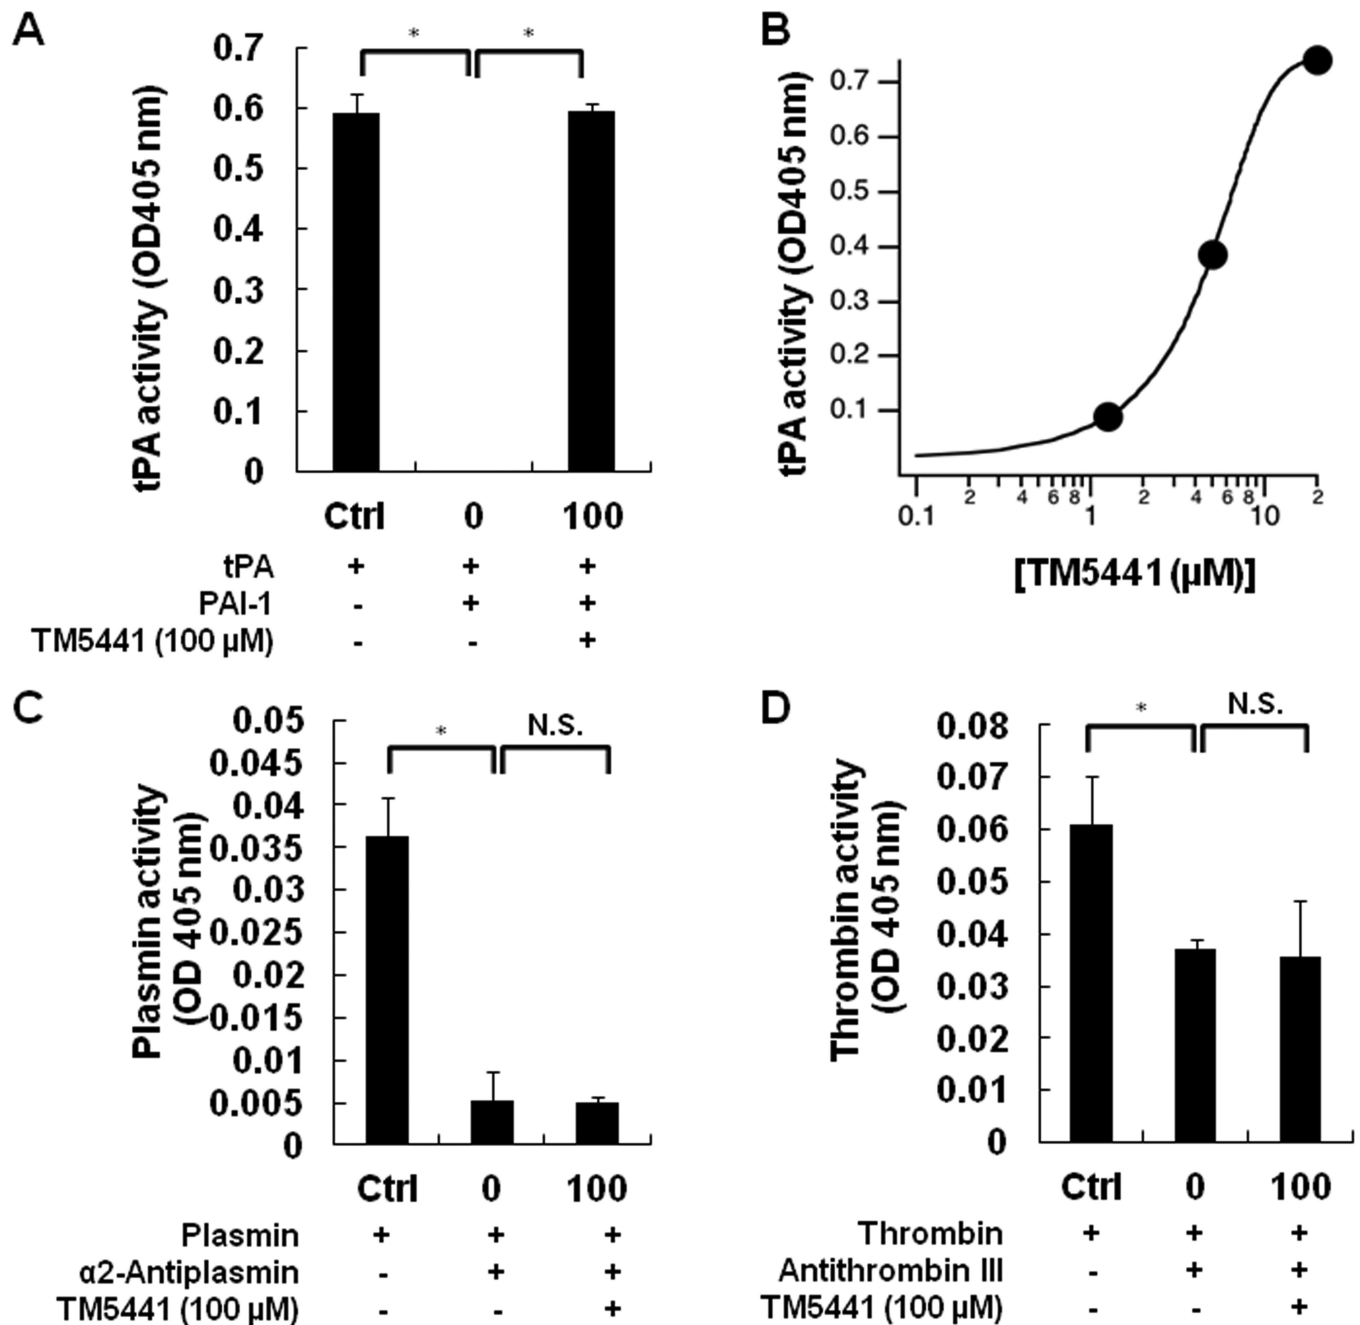 A
tPA activity (OD405 nm)
0.7
0.6
0.5
0.4
0.3
0.2
0.1
0
* *
Ctrl 0 100
tPA + + +
PAI-1 - + +
TM5441 (100 µM) - - +
B
tPA activity (OD405 nm)
0.7
0.6
0.5
0.4
0.3
0.2
0.1
2 4 6 8 2 4 6 8 2
0.1 1 10
[TM5441 (µM)]
C
Plasmin activity
(OD 405 nm)
0.05
0.045
0.04
0.035
0.03
0.025
0.02
0.015
0.01
0.005
0
* N.S.
Ctrl 0 100
Plasmin + + +
α2-Antiplasmin - + +
TM5441 (100 µM) - - +
D
Thrombin activity
(OD 405 nm)
0.08
0.07
0.06
0.05
0.04
0.03
0.02
0.01
0
* N.S.
Ctrl 0 100
Thrombin + + +
Antithrombin III - + +
TM5441 (100 µM) - - +